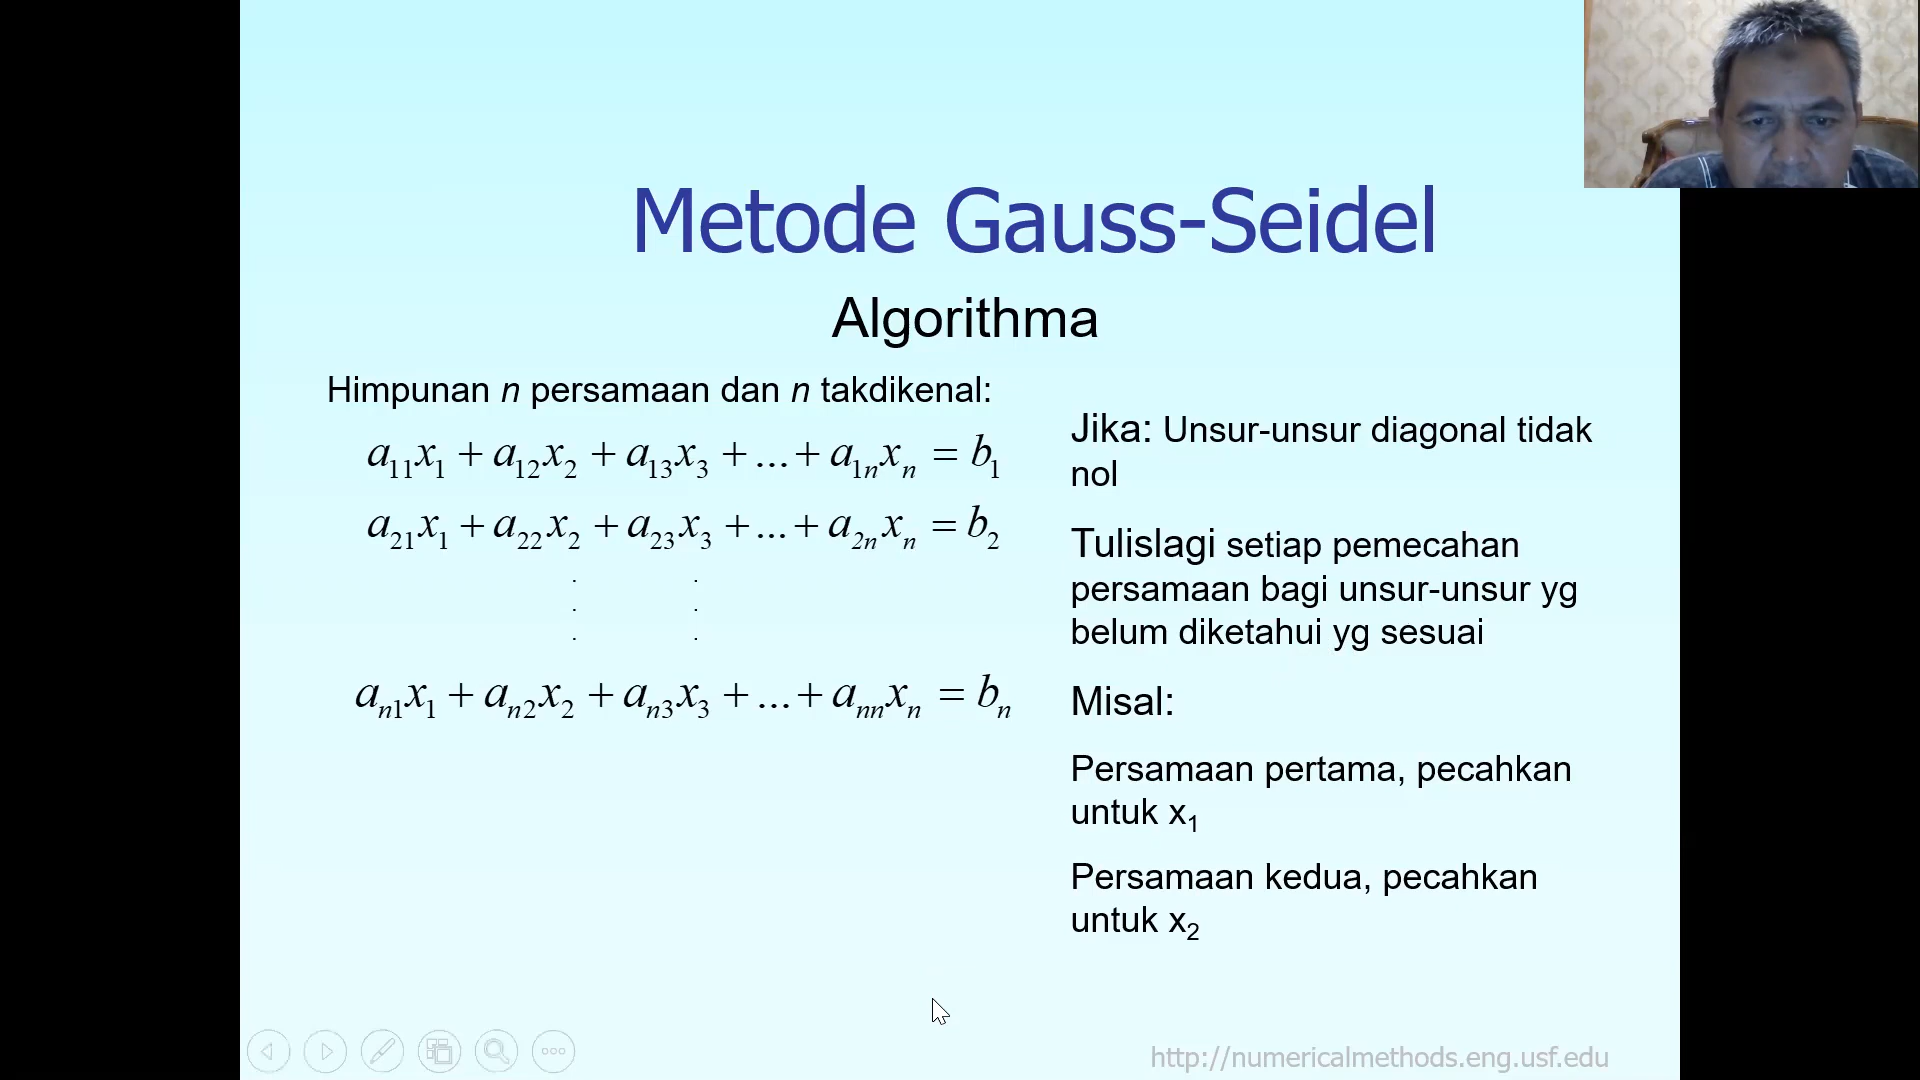 Metode Gauss-Seidel
Algorithma
Himpunan n persamaan dan n takdikenal:
a₁₁x₁ + a₁₂x₂ + a₁₃x₃ + ... + a₁ₙxₙ = b₁
a₂₁x₁ + a₂₂x₂ + a₂₃x₃ + ... + a₂ₙxₙ = b₂
. .
. .
. .
aₙ₁x₁ + aₙ₂x₂ + aₙ₃x₃ + ... + aₙₙxₙ = bₙ
Jika: Unsur-unsur diagonal tidak
nol
Tulislagi setiap pemecahan
persamaan bagi unsur-unsur yg
belum diketahui yg sesuai
Misal:
Persamaan pertama, pecahkan
untuk x₁
Persamaan kedua, pecahkan
untuk x₂
http://numericalmethods.eng.usf.edu